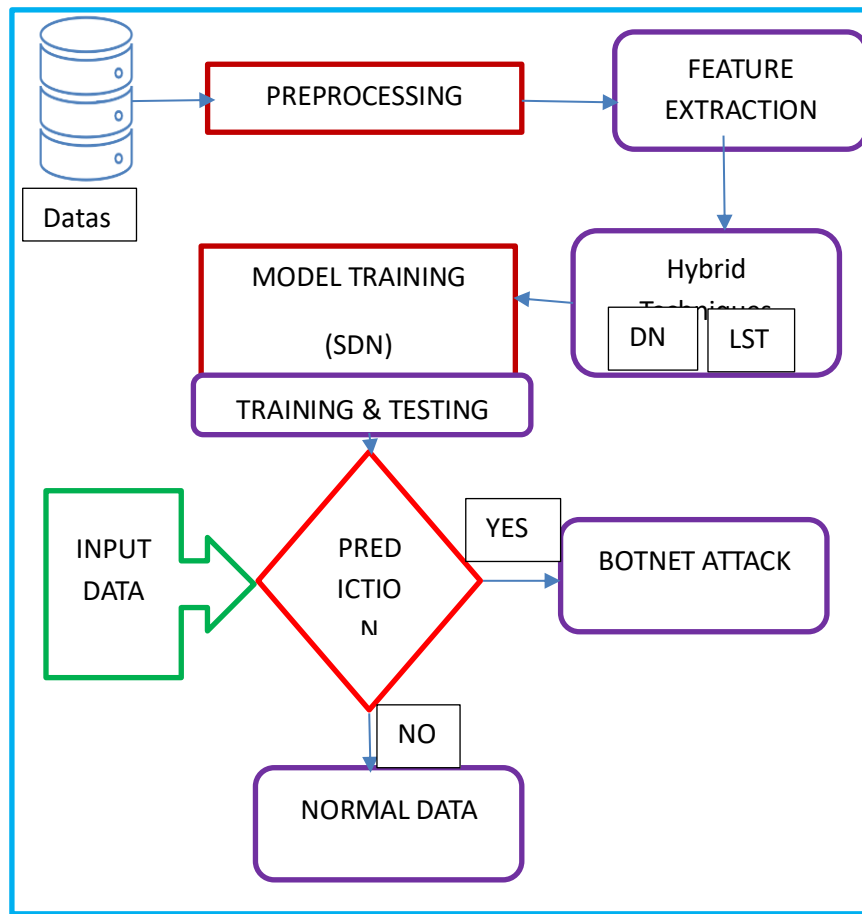 PREPROCESSING
FEATURE
EXTRACTION
Datas
MODEL TRAINING
(SDN)
Hybrid
Techniques
DN
LST
TRAINING & TESTING
INPUT
DATA
PRED
ICTIO
N
YES
BOTNET ATTACK
NO
NORMAL DATA